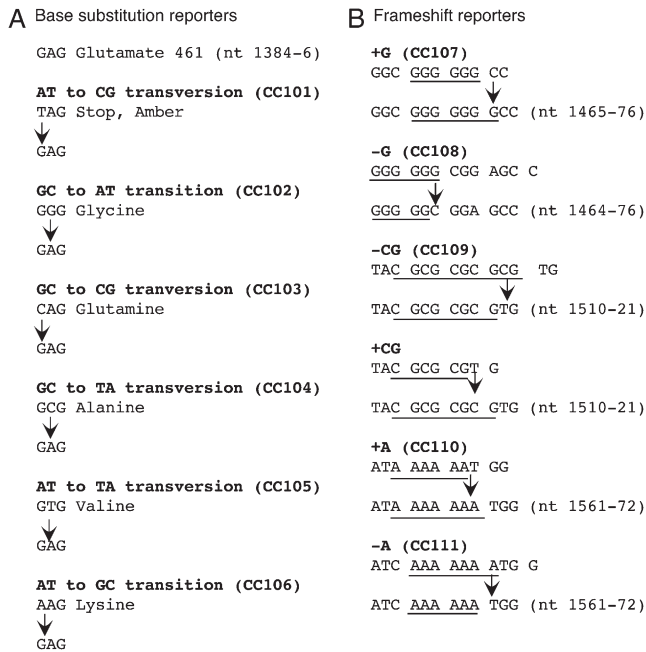 A Base substitution reporters
GAG Glutamate 461 (nt 1384-6)
AT to CG transversion (CC101)
TAG Stop, Amber
GAG
GC to AT transition (CC102)
GGG Glycine
GAG
GC to CG tranversion (CC103)
CAG Glutamine
GAG
GC to TA transversion (CC104)
GCG Alanine
GAG
AT to TA transversion (CC105)
GTG Valine
GAG
AT to GC transition (CC106)
AAG Lysine
GAG
B Frameshift reporters
+G (CC107)
GGC GGG GGG CC
GGC GGG GGG GCC (nt 1465-76)
-G (CC108)
GGG GGG CGG AGC C
GGG GGC GGA GCC (nt 1464-76)
-CG (CC109)
TAC GCG CGC GCG TG
TAC GCG CGC GTG (nt 1510-21)
+CG
TAC GCG CGT G
TAC GCG CGC GTG (nt 1510-21)
+A (CC110)
ATA AAA AAT GG
ATA AAA AAA TGG (nt 1561-72)
-A (CC111)
ATC AAA AAA ATG G
ATC AAA AAA TGG (nt 1561-72)